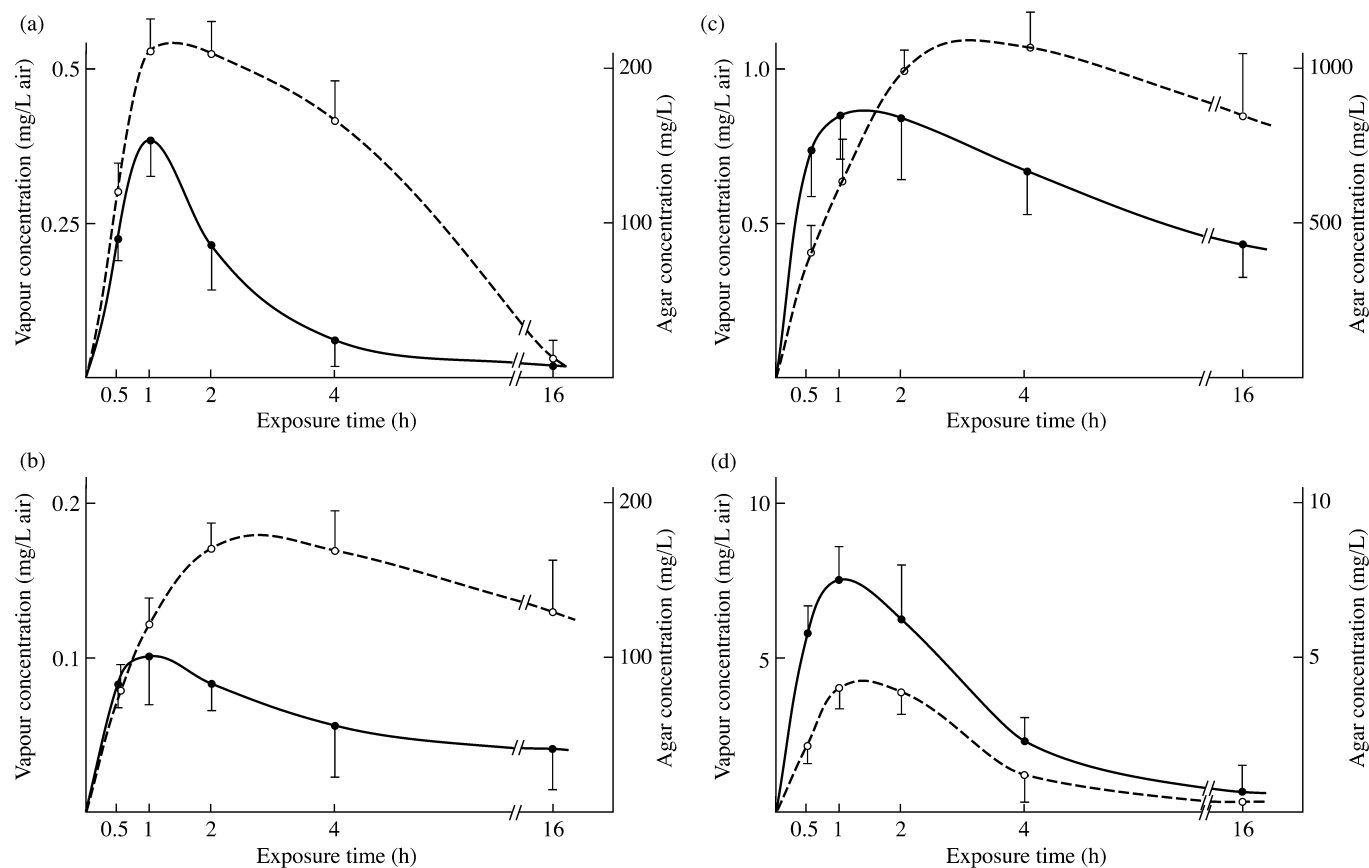 (a)
Vapour concentration (mg/L air)
0.5
0.25
200
100
Agar concentration (mg/L)
0.5 1 2 4 16
Exposure time (h)
(c)
Vapour concentration (mg/L air)
1.0
0.5
1000
500
Agar concentration (mg/L)
0.5 1 2 4 16
Exposure time (h)
(b)
Vapour concentration (mg/L air)
0.2
0.1
200
100
Agar concentration (mg/L)
0.5 1 2 4 16
Exposure time (h)
(d)
Vapour concentration (mg/L air)
10
5
10
5
Agar concentration (mg/L)
0.5 1 2 4 16
Exposure time (h)